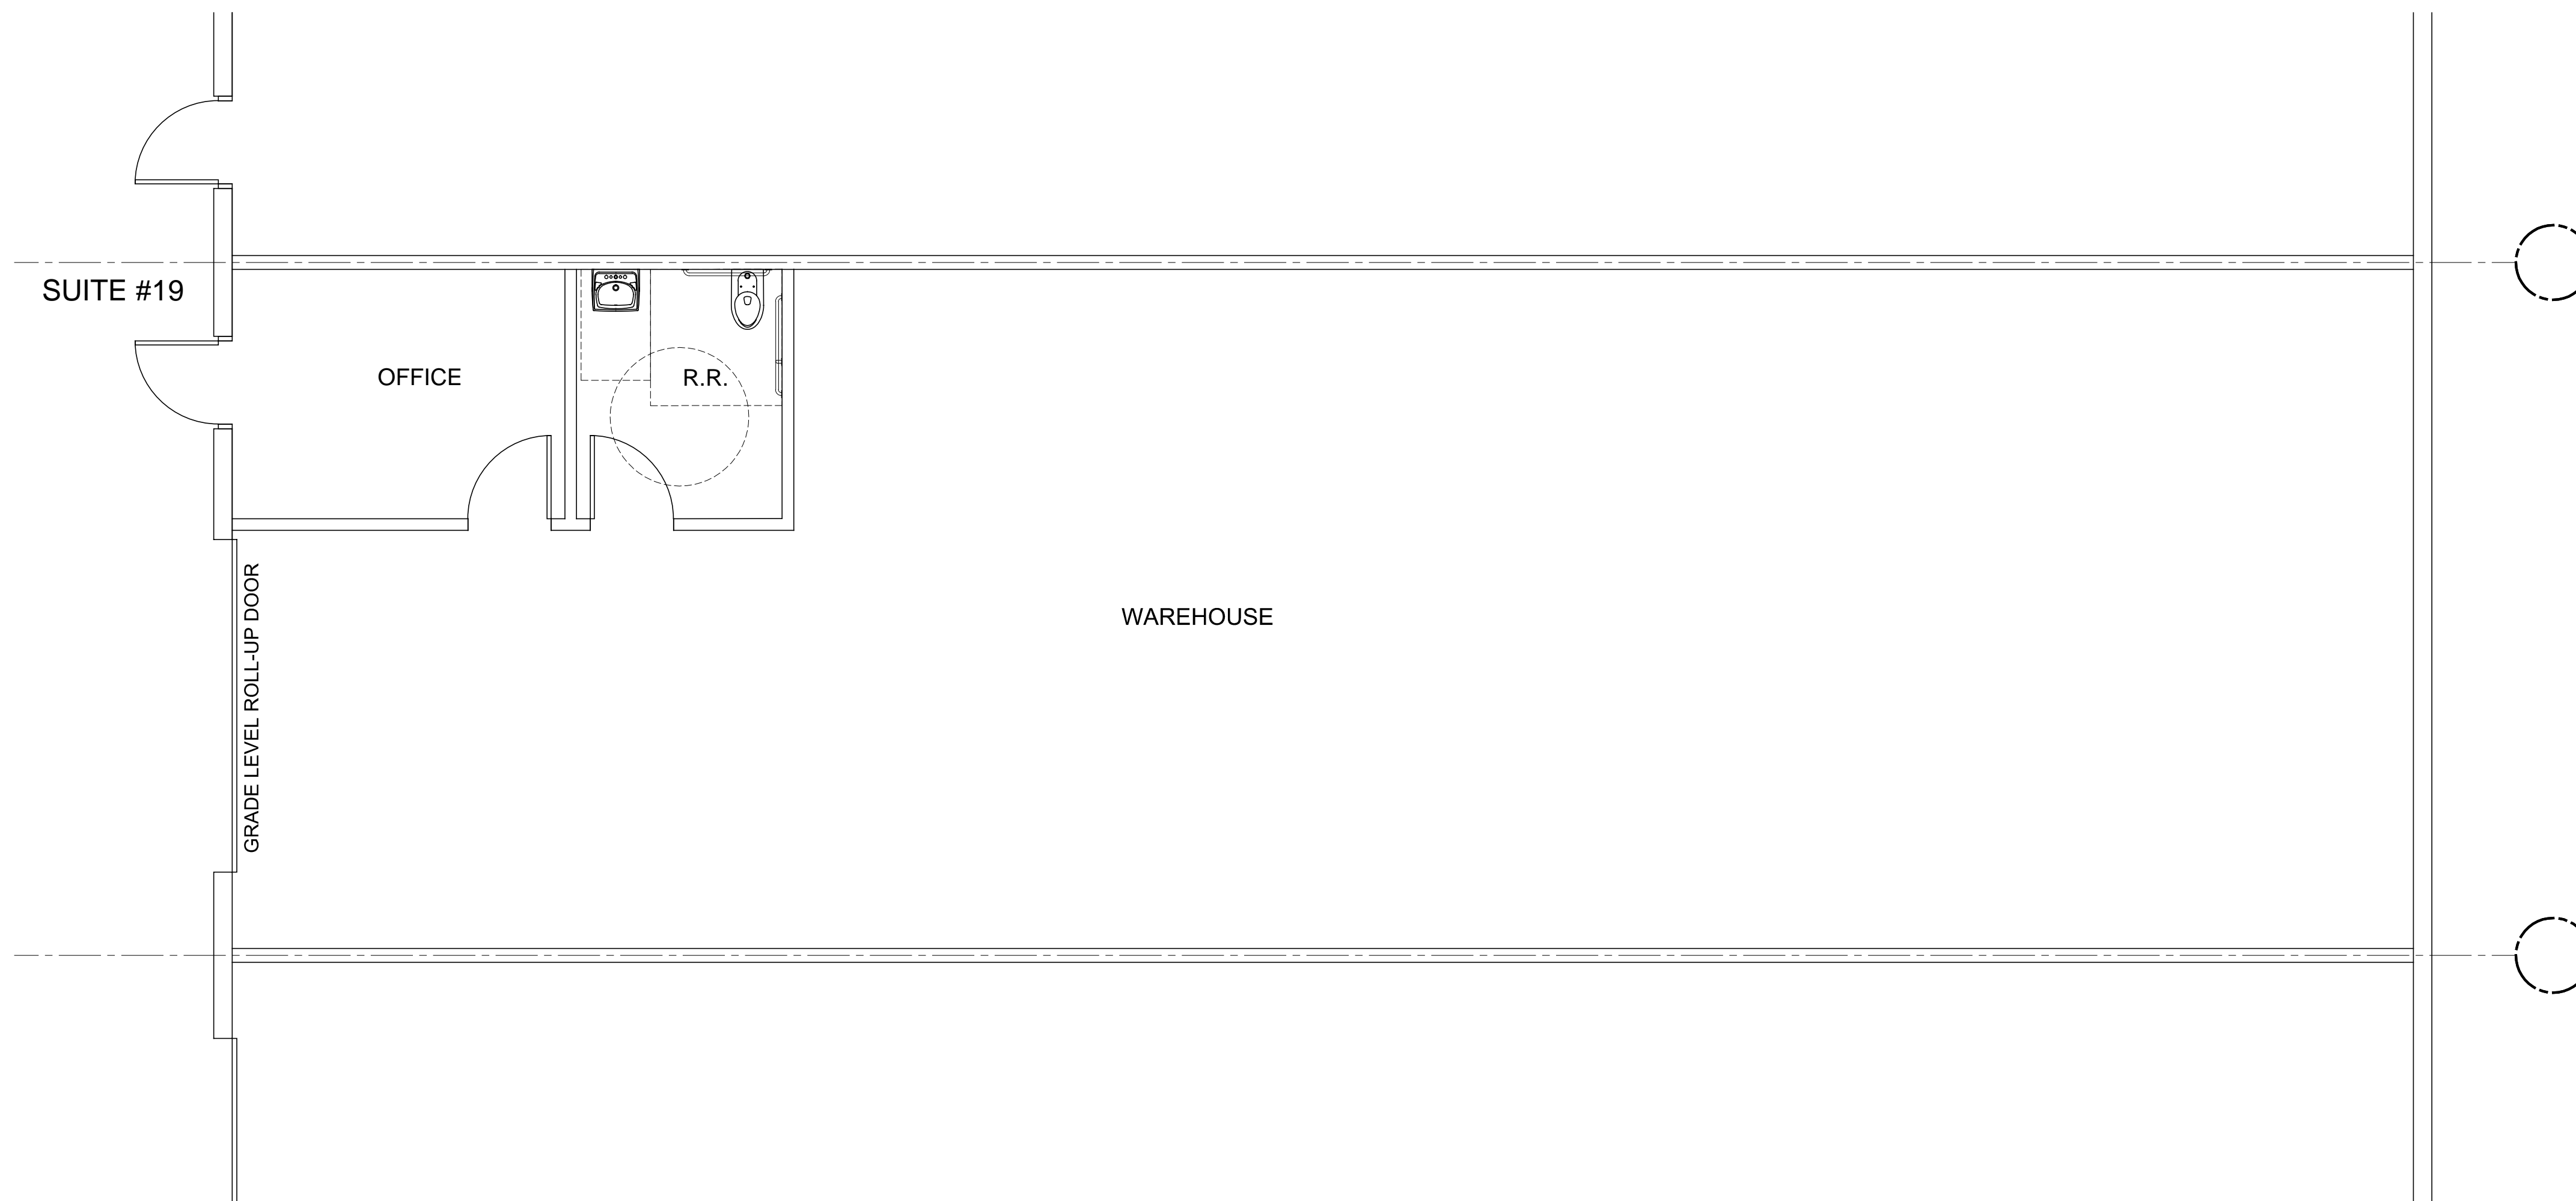 SUITE #19
OFFICE
R.R.
GRADE LEVEL ROLL-UP DOOR
WAREHOUSE